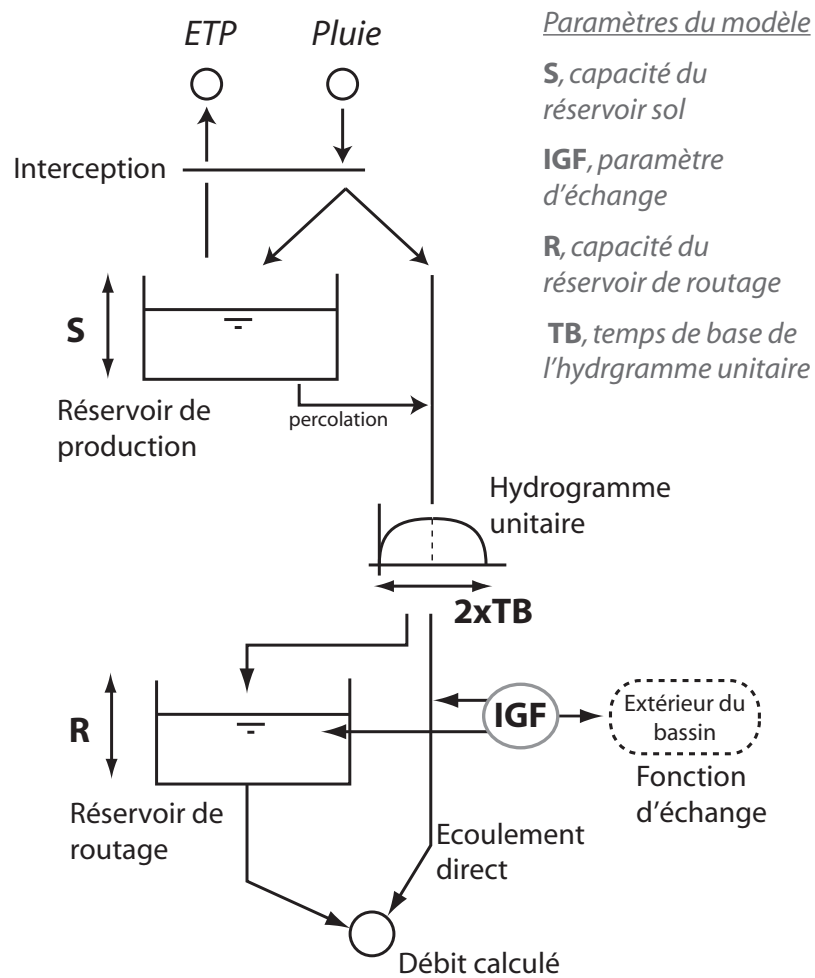 ETP
Pluie
Interception
S
Réservoir de
production
percolation
Hydrogramme
unitaire
2xTB
R
Réservoir de
routage
IGF
Extérieur du
bassin
Fonction
d'échange
Ecoulement
direct
Débit calculé
Paramètres du modèle
S, capacité du
réservoir sol
IGF, paramètre
d'échange
R, capacité du
réservoir de routage
TB, temps de base de
l'hydrgramme unitaire